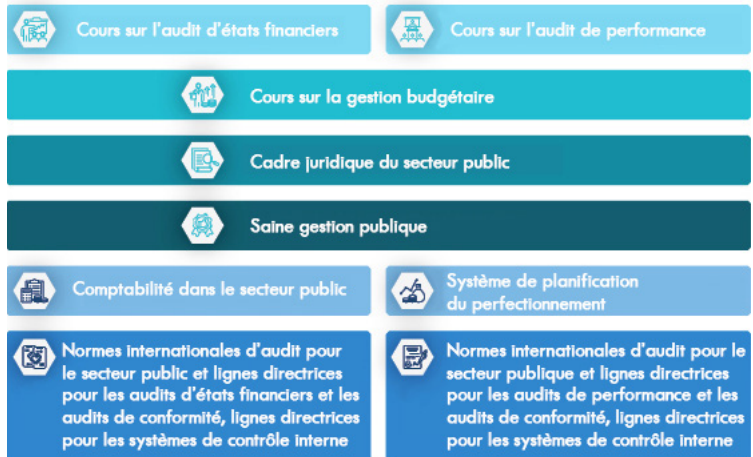 Cours sur l'audit d'états financiers
Cours sur l'audit de performance
Cours sur la gestion budgétaire
Cadre juridique du secteur public
Saine gestion publique
Comptabilité dans le secteur public
Système de planification
du perfectionnement
Normes internationales d'audit pour
le secteur public et lignes directrices
pour les audits d'états financiers et les
audits de conformité, lignes directrices
pour les systèmes de contrôle interne
Normes internationales d'audit pour le
secteur publique et lignes directrices
pour les audits de performance et les
audits de conformité, lignes directrices
pour les systèmes de contrôle interne